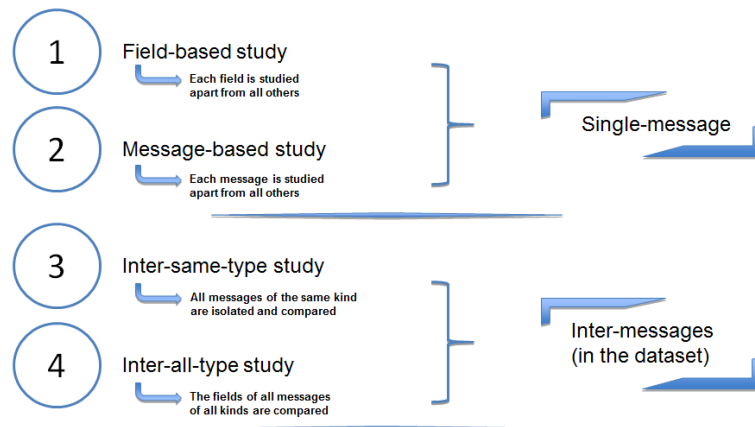 1
Field-based study
Each field is studied
apart from all others
2
Message-based study
Each message is studied
apart from all others
Single-message
3
Inter-same-type study
All messages of the same kind
are isolated and compared
4
Inter-all-type study
The fields of all messages
of all kinds are compared
Inter-messages
(in the dataset)